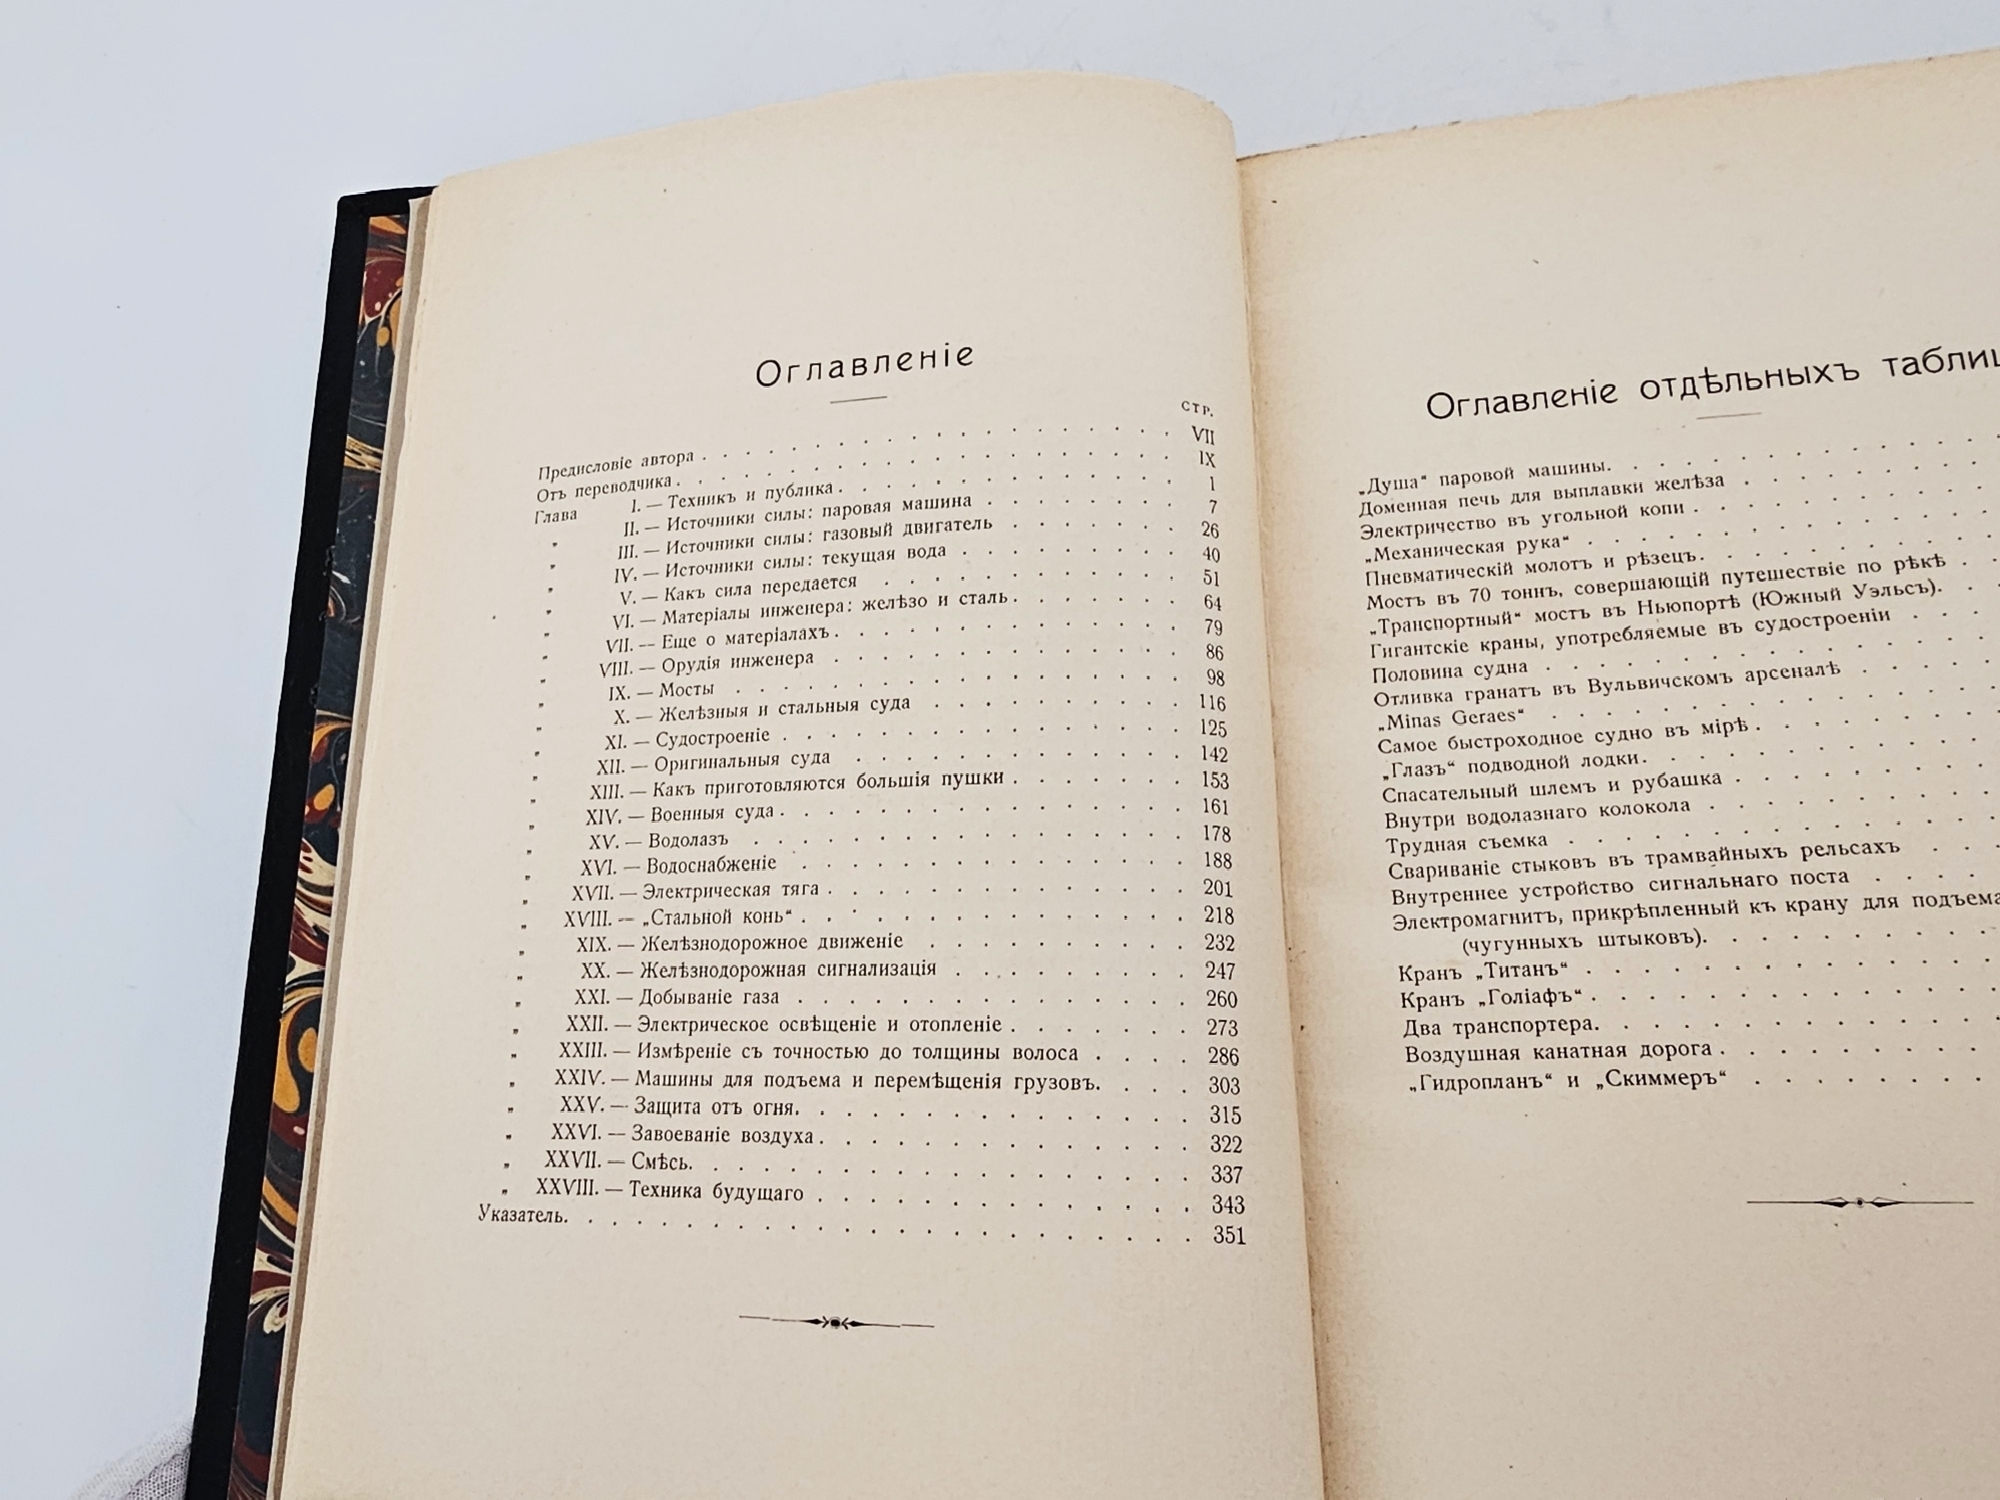 Оглавленіе
СТР.
Предисловіе автора . . . VII
Отъ переводчика . . . IX
Глава I. — Техникъ и публика . . . 1
„ II. — Источники силы: паровая машина . . . 7
„ III. — Источники силы: газовый двигатель . . . 26
„ IV. — Источники силы: текущая вода . . . 40
„ V. — Какъ сила передается . . . 51
„ VI. — Матеріалы инженера: желѣзо и сталь . . . 64
„ VII. — Еще о матеріалахъ . . . 79
„ VIII. — Орудія инженера . . . 86
„ IX. — Мосты . . . 98
„ X. — Желѣзныя и стальныя суда . . . 116
„ XI. — Судостроеніе . . . 125
„ XII. — Оригинальныя суда . . . 142
„ XIII. — Какъ приготовляются большія пушки . . . 153
„ XIV. — Военныя суда . . . 161
„ XV. — Водолазъ . . . 178
„ XVI. — Водоснабженіе . . . 188
„ XVII. — Электрическая тяга . . . 201
„ XVIII. — „Стальной конь“ . . . 218
„ XIX. — Желѣзнодорожное движеніе . . . 232
„ XX. — Желѣзнодорожная сигнализація . . . 247
„ XXI. — Добываніе газа . . . 260
„ XXII. — Электрическое освѣщеніе и отопленіе . . . 273
„ XXIII. — Измѣреніе съ точностью до толщины волоса . . . 286
„ XXIV. — Машины для подъема и перемѣщенія грузовъ . . . 303
„ XXV. — Защита отъ огня . . . 315
„ XXVI. — Завоеваніе воздуха . . . 322
„ XXVII. — Смѣсь . . . 337
„ XXVIII. — Техника будущаго . . . 343
Указатель . . . 351
Оглавленіе отдѣльныхъ таблиц
„Душа“ паровой машины . . .
Доменная печь для выплавки желѣза . . .
Электричество въ угольной копи . . .
„Механическая рука“ . . .
Пневматическій молотъ и рѣзецъ . . .
Мостъ въ 70 тоннъ, совершающій путешествіе по рѣкѣ . . .
„Транспортный“ мостъ въ Ньюпортѣ (Южный Уэльсъ) . . .
Гигантскіе краны, употребляемые въ судостроеніи . . .
Половина судна . . .
Отливка гранатъ въ Вульвичскомъ арсеналѣ . . .
„Minas Geraes“ . . .
Самое быстроходное судно въ мірѣ . . .
„Глазъ“ подводной лодки . . .
Спасательный шлемъ и рубашка . . .
Внутри водолазнаго колокола . . .
Трудная съемка . . .
Свариваніе стыковъ въ трамвайныхъ рельсахъ . . .
Внутреннее устройство сигнальнаго поста . . .
Электромагнитъ, прикрѣпленный къ крану для подъема
(чугунныхъ штыковъ) . . .
Кранъ „Титанъ“ . . .
Кранъ „Голіафъ“ . . .
Два транспортера . . .
Воздушная канатная дорога . . .
„Гидропланъ“ и „Скиммеръ“ . . .